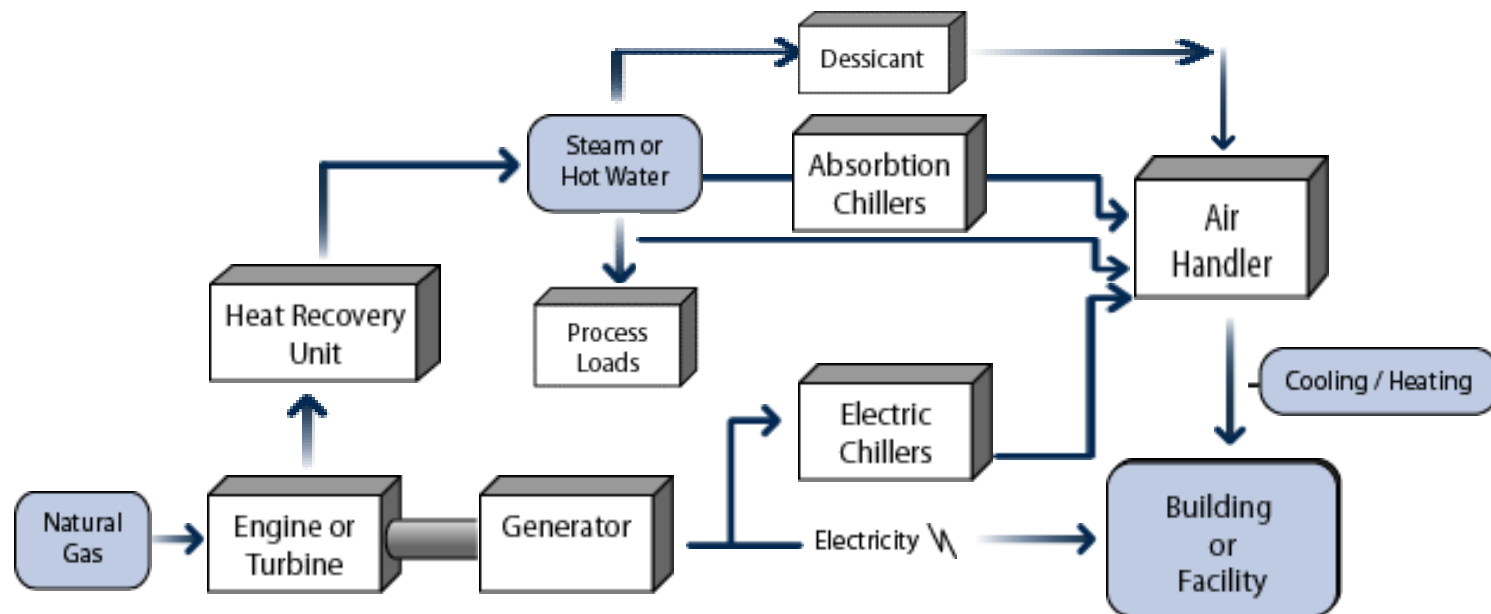 Dessicant
Steam or
Hot Water
Absorbtion
Chillers
Air
Handler
Heat Recovery
Unit
Process
Loads
Cooling / Heating
Electric
Chillers
Natural
Gas
Engine or
Turbine
Generator
Electricity
Building
or
Facility